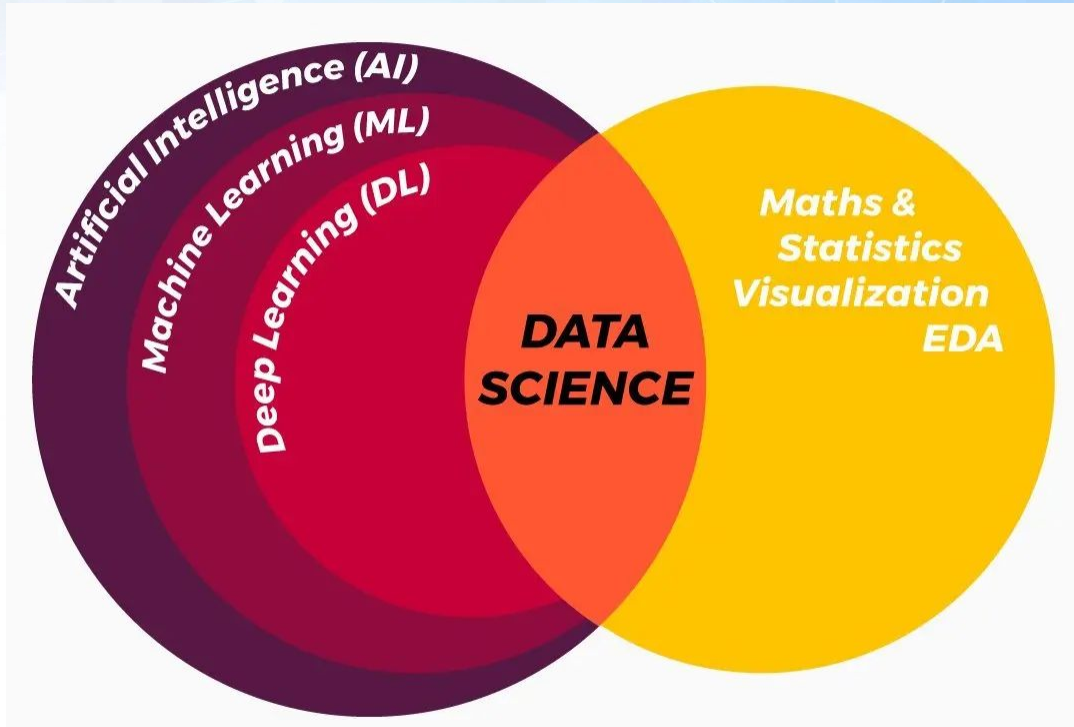 Artificial Intelligence (AI)
Machine Learning (ML)
Deep Learning (DL)
DATA
SCIENCE
Maths &
Statistics
Visualization
EDA